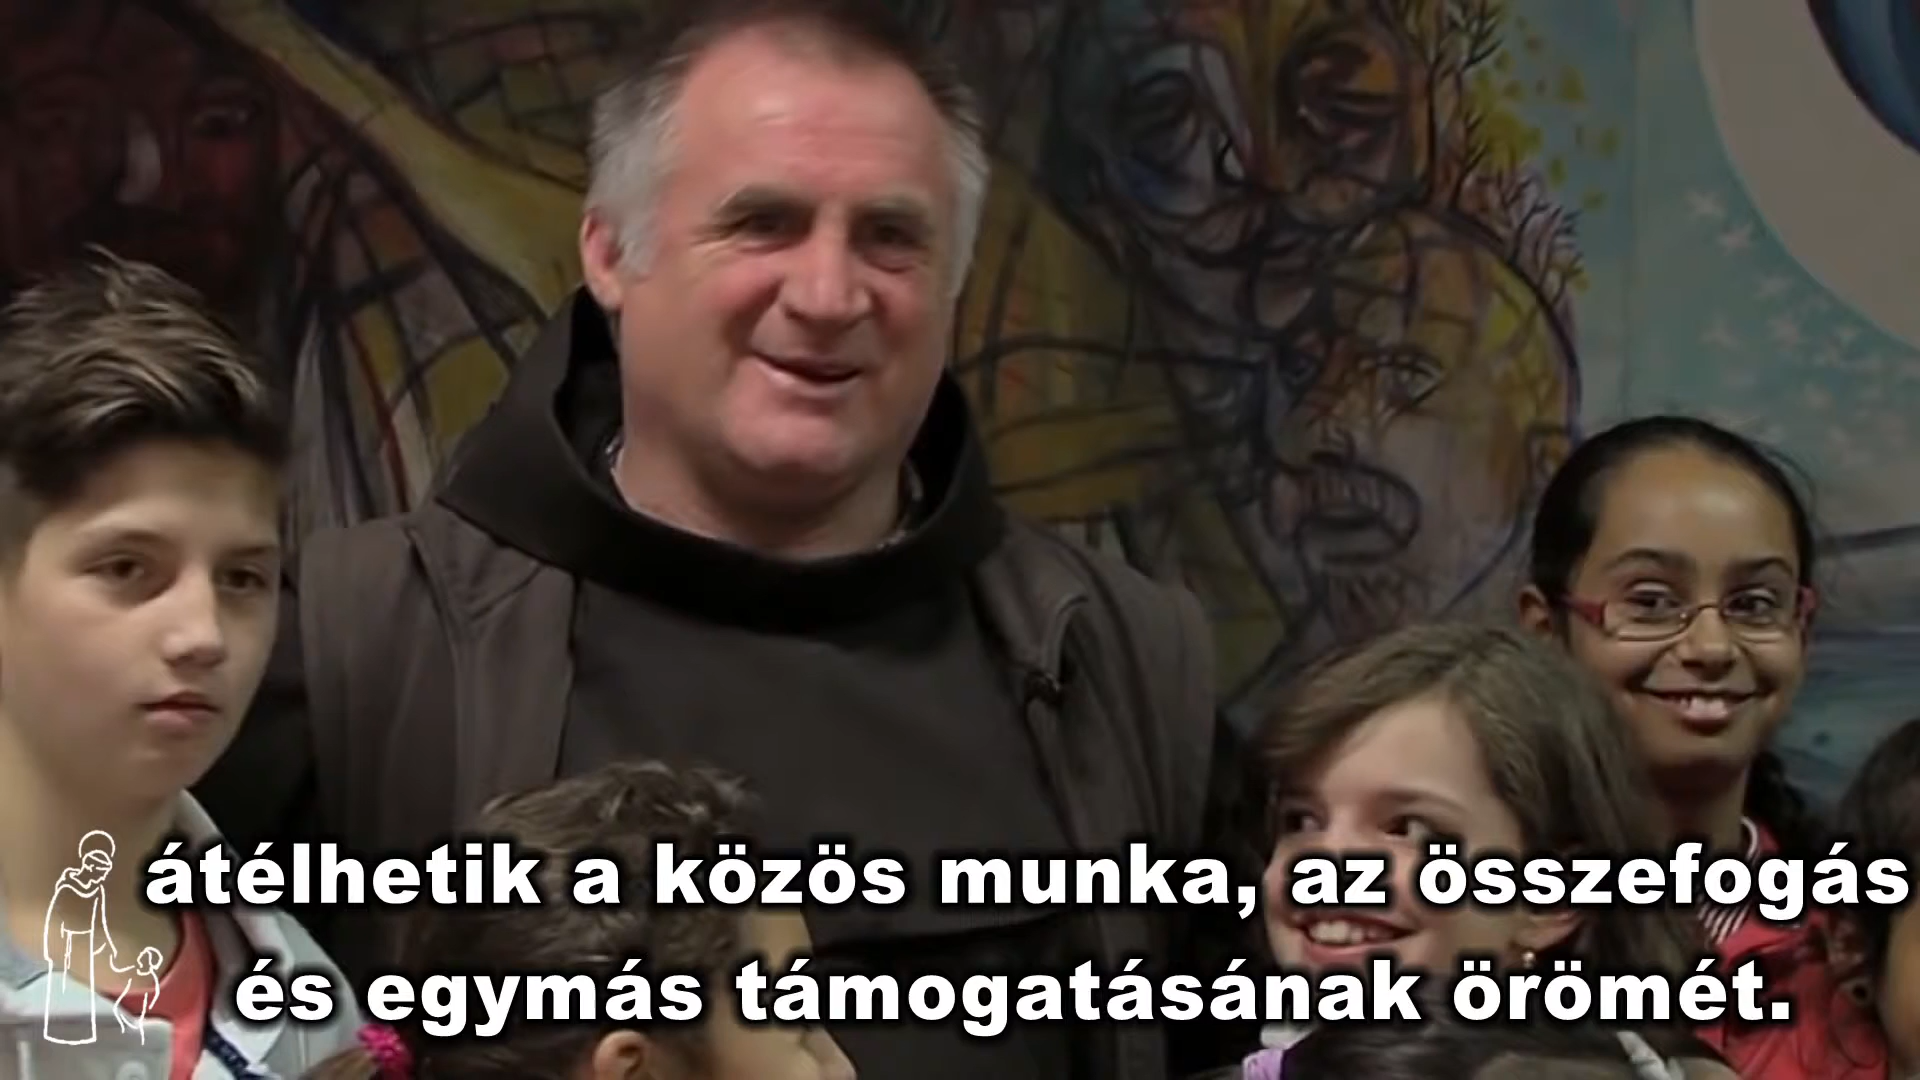 átélhetik a közös munka, az összefogás
és egymás támogatásának örömét.